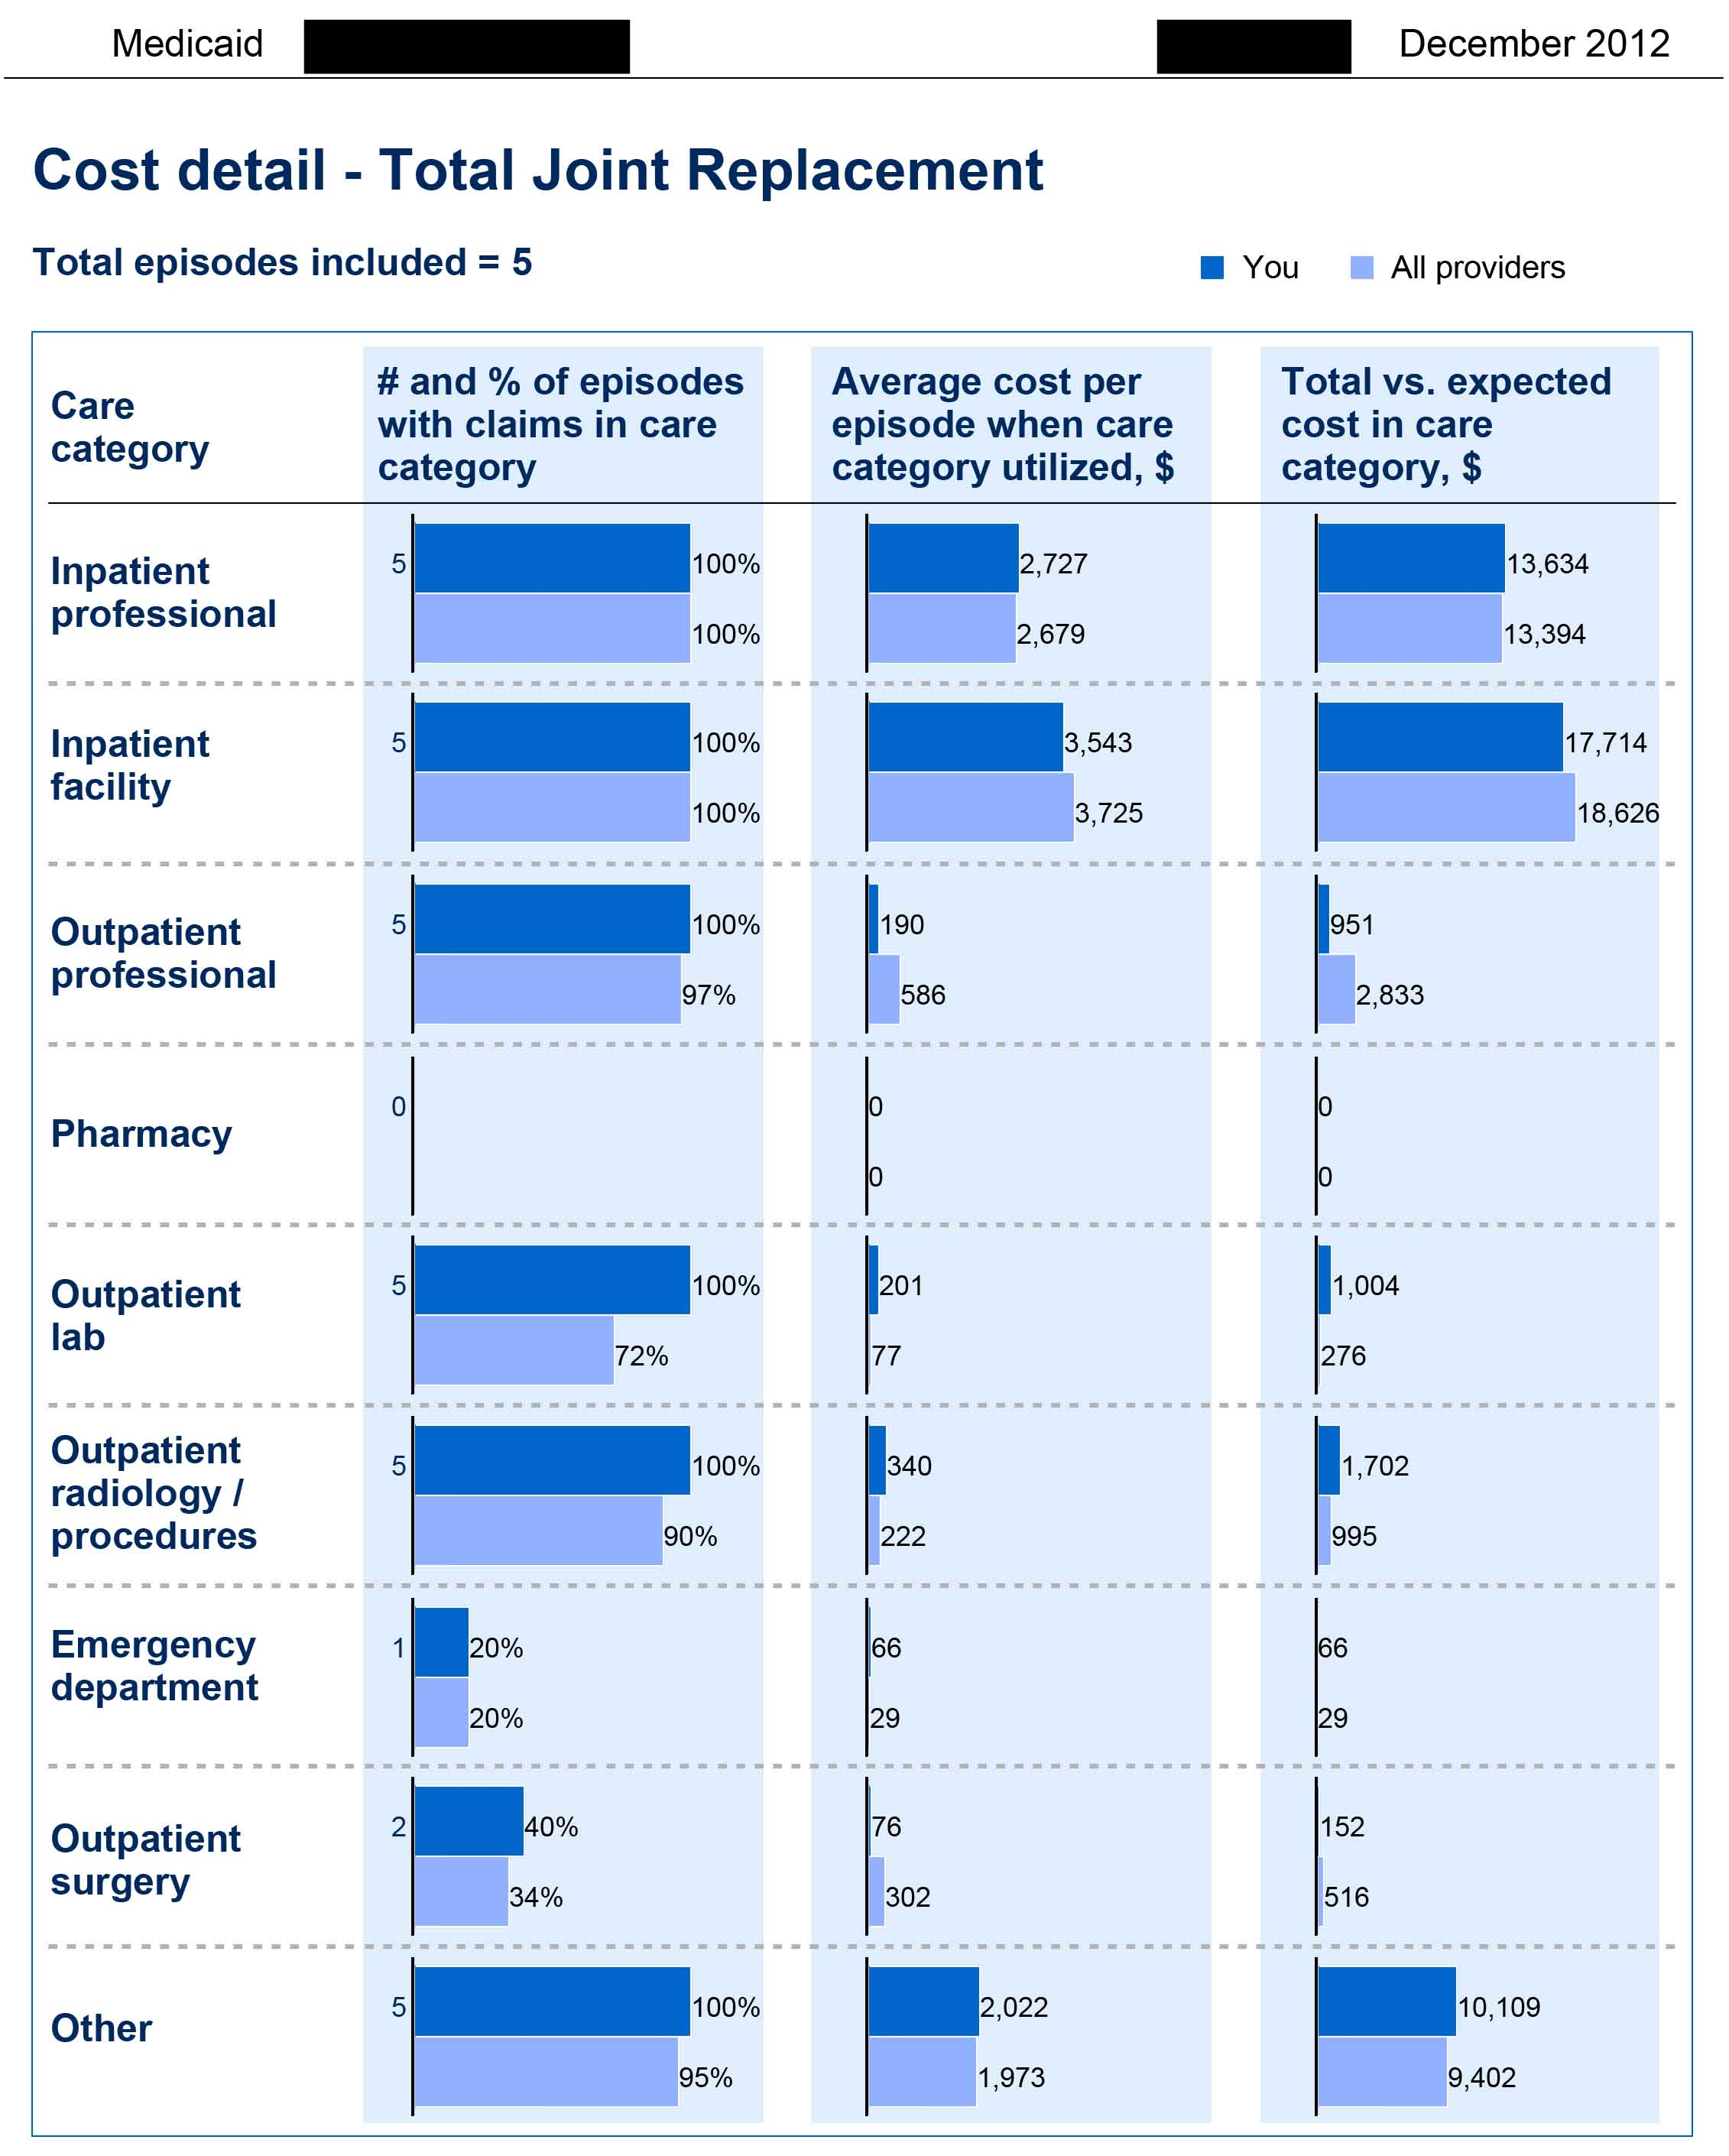 Medicaid
December 2012
Cost detail - Total Joint Replacement
Total episodes included = 5
You
All providers
Care
category
# and % of episodes
with claims in care
category
Average cost per
episode when care
category utilized, $
Total vs. expected
cost in care
category, $
Inpatient
professional
5 100% 2,727 13,634
100% 2,679 13,394
Inpatient
facility
5 100% 3,543 17,714
100% 3,725 18,626
Outpatient
professional
5 100% 190 951
97% 586 2,833
Pharmacy
0 0 0
0 0
Outpatient
lab
5 100% 201 1,004
72% 77 276
Outpatient
radiology /
procedures
5 100% 340 1,702
90% 222 995
Emergency
department
1 20% 66 66
20% 29 29
Outpatient
surgery
2 40% 76 152
34% 302 516
Other
5 100% 2,022 10,109
95% 1,973 9,402